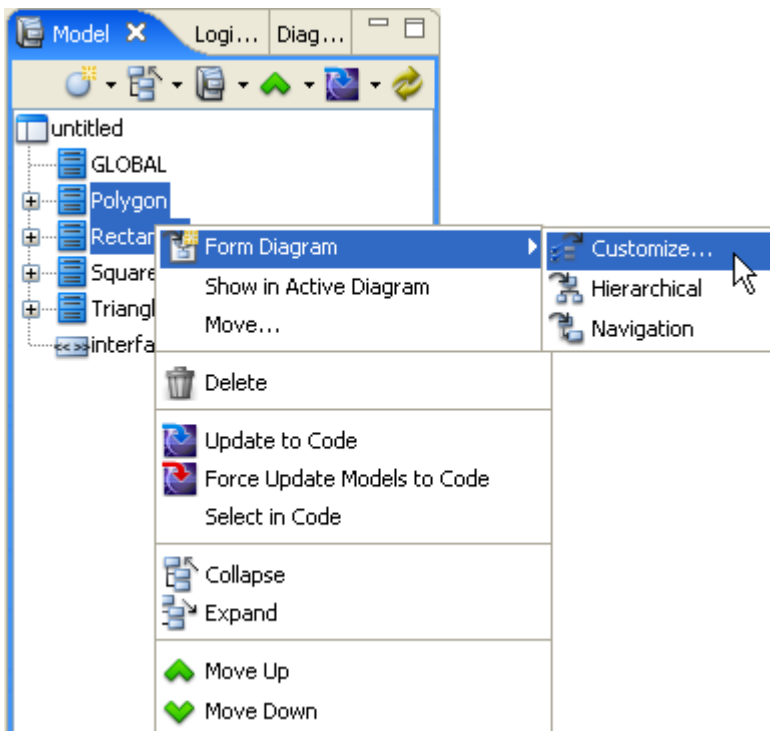 Model Logi... Diag...
untitled
GLOBAL
Polygon
Rectan
Square
Triangl
interfa
Form Diagram
Show in Active Diagram
Move...
Delete
Update to Code
Force Update Models to Code
Select in Code
Collapse
Expand
Move Up
Move Down
Customize...
Hierarchical
Navigation